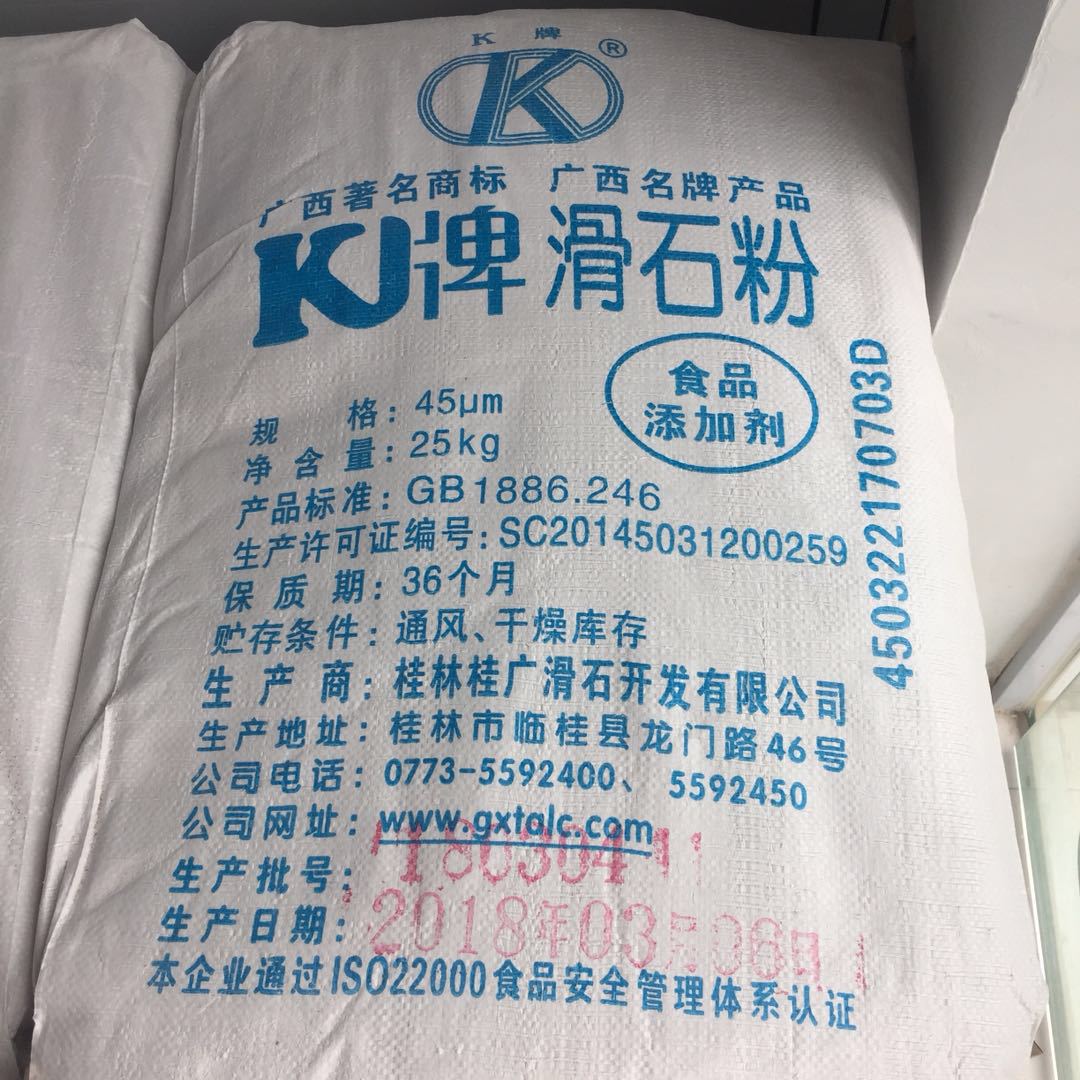 K 牌
K ®
广西著名商标 广西名牌产品
K牌滑石粉
食品
添加剂
规格：45μm
净含量：25kg
产品标准：GB1886.246
生产许可证编号：SC20145031200259
保质期：36个月
贮存条件：通风、干燥库存
生产商：桂林桂广滑石开发有限公司
生产地址：桂林市临桂县龙门路46号
公司电话：0773-5592400、5592450
公司网址：www.gxtalc.com
生产批号：
生产日期：2018年03月06日
本企业通过ISO22000食品安全管理体系认证
450322170703D